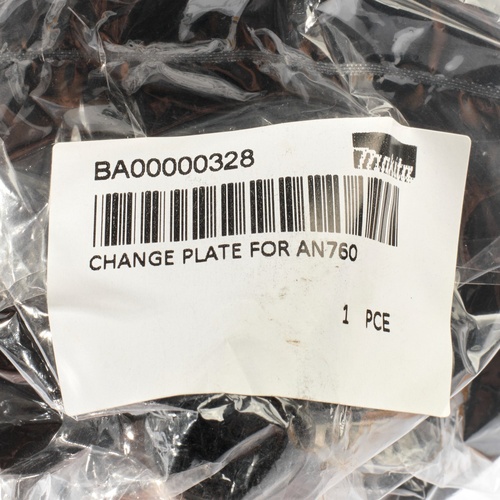 BA00000328
makita
CHANGE PLATE FOR AN760
1 PCE